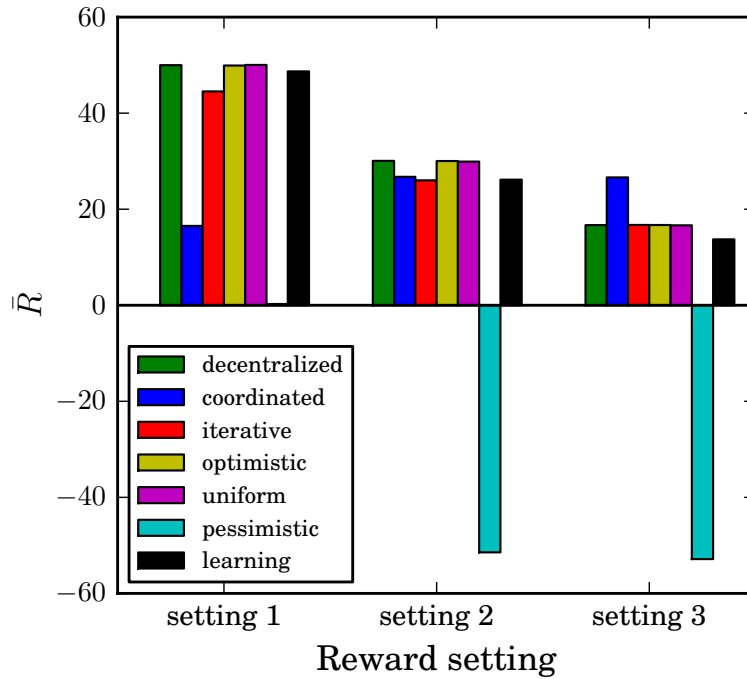 60
40
20
0
−20
−40
−60
R̄
decentralized
coordinated
iterative
optimistic
uniform
pessimistic
learning
setting 1 setting 2 setting 3
Reward setting